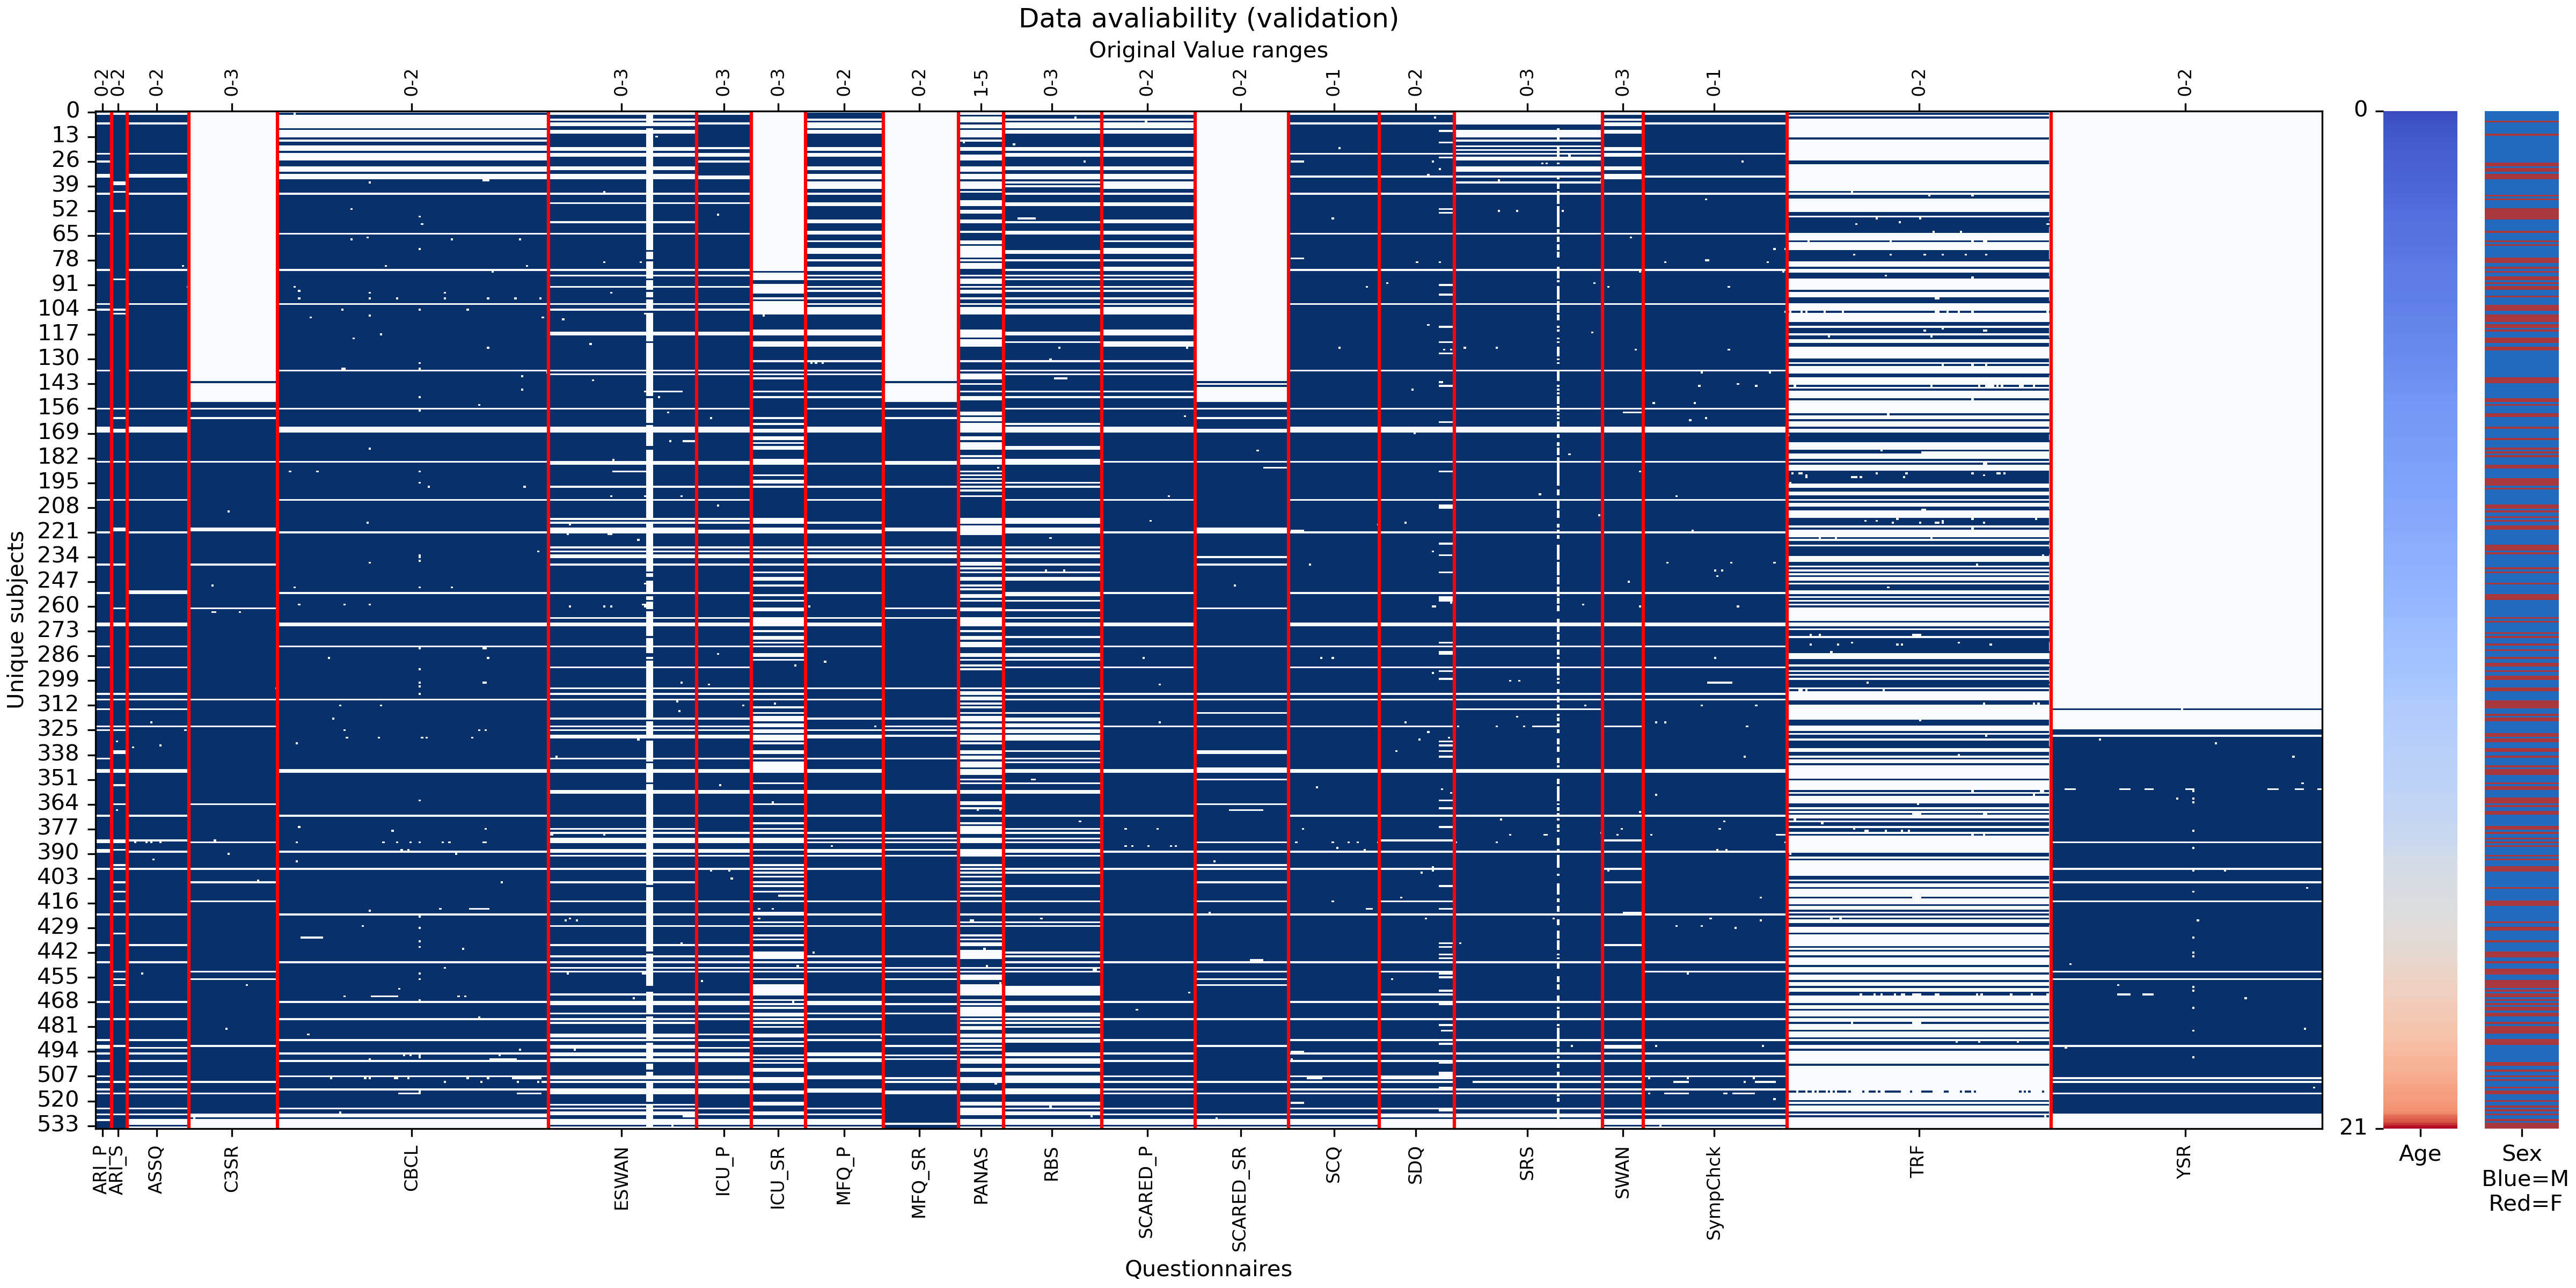 Data avaliability (validation)
Original Value ranges
0-2
0-2
0-2
0-3
0-2
0-3
0-3
0-3
0-2
0-2
1-5
0-3
0-2
0-2
0-1
0-2
0-3
0-3
0-1
0-2
0-2
Unique subjects
0
13
26
39
52
65
78
91
104
117
130
143
156
169
182
195
208
221
234
247
260
273
286
299
312
325
338
351
364
377
390
403
416
429
442
455
468
481
494
507
520
533
ARI_P
ARI_S
ASSQ
C3SR
CBCL
ESWAN
ICU_P
ICU_SR
MFQ_P
MFQ_SR
PANAS
RBS
SCARED_P
SCARED_SR
SCQ
SDQ
SRS
SWAN
SympChck
TRF
YSR
Questionnaires
0
21
Age
Sex
Blue=M
Red=F